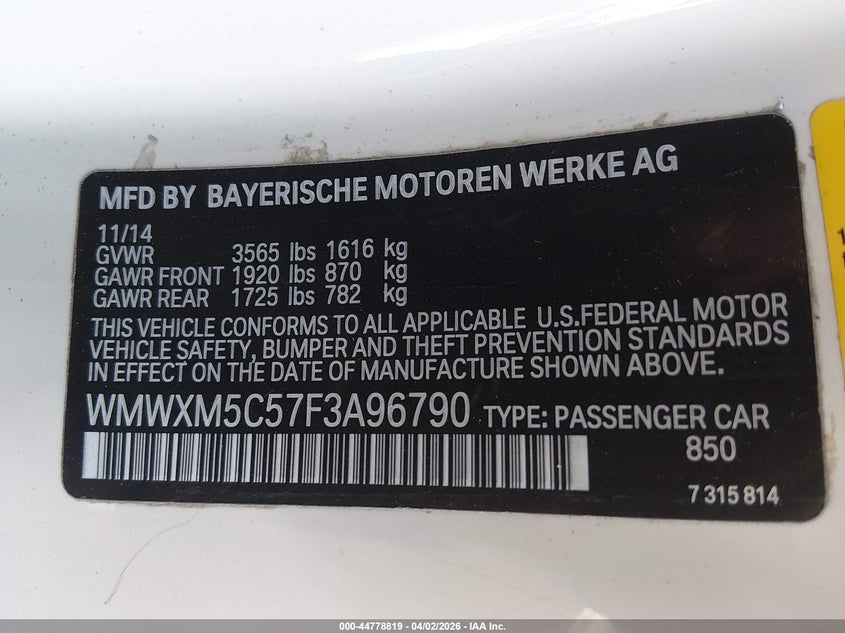 MFD BY BAYERISCHE MOTOREN WERKE AG
11/14
GVWR 3565 lbs 1616 kg
GAWR FRONT 1920 lbs 870 kg
GAWR REAR 1725 lbs 782 kg
THIS VEHICLE CONFORMS TO ALL APPLICABLE U.S.FEDERAL MOTOR
VEHICLE SAFETY, BUMPER AND THEFT PREVENTION STANDARDS
IN EFFECT ON THE DATE OF MANUFACTURE SHOWN ABOVE.
WMWXM5C57F3A96790 TYPE: PASSENGER CAR
850
7 315 814
000-44778819 | 04/02/2026 | IAA Inc.